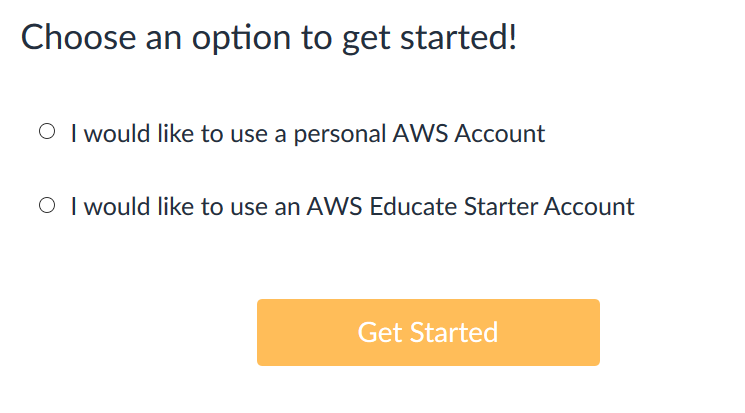 Choose an option to get started!
I would like to use a personal AWS Account
I would like to use an AWS Educate Starter Account
Get Started